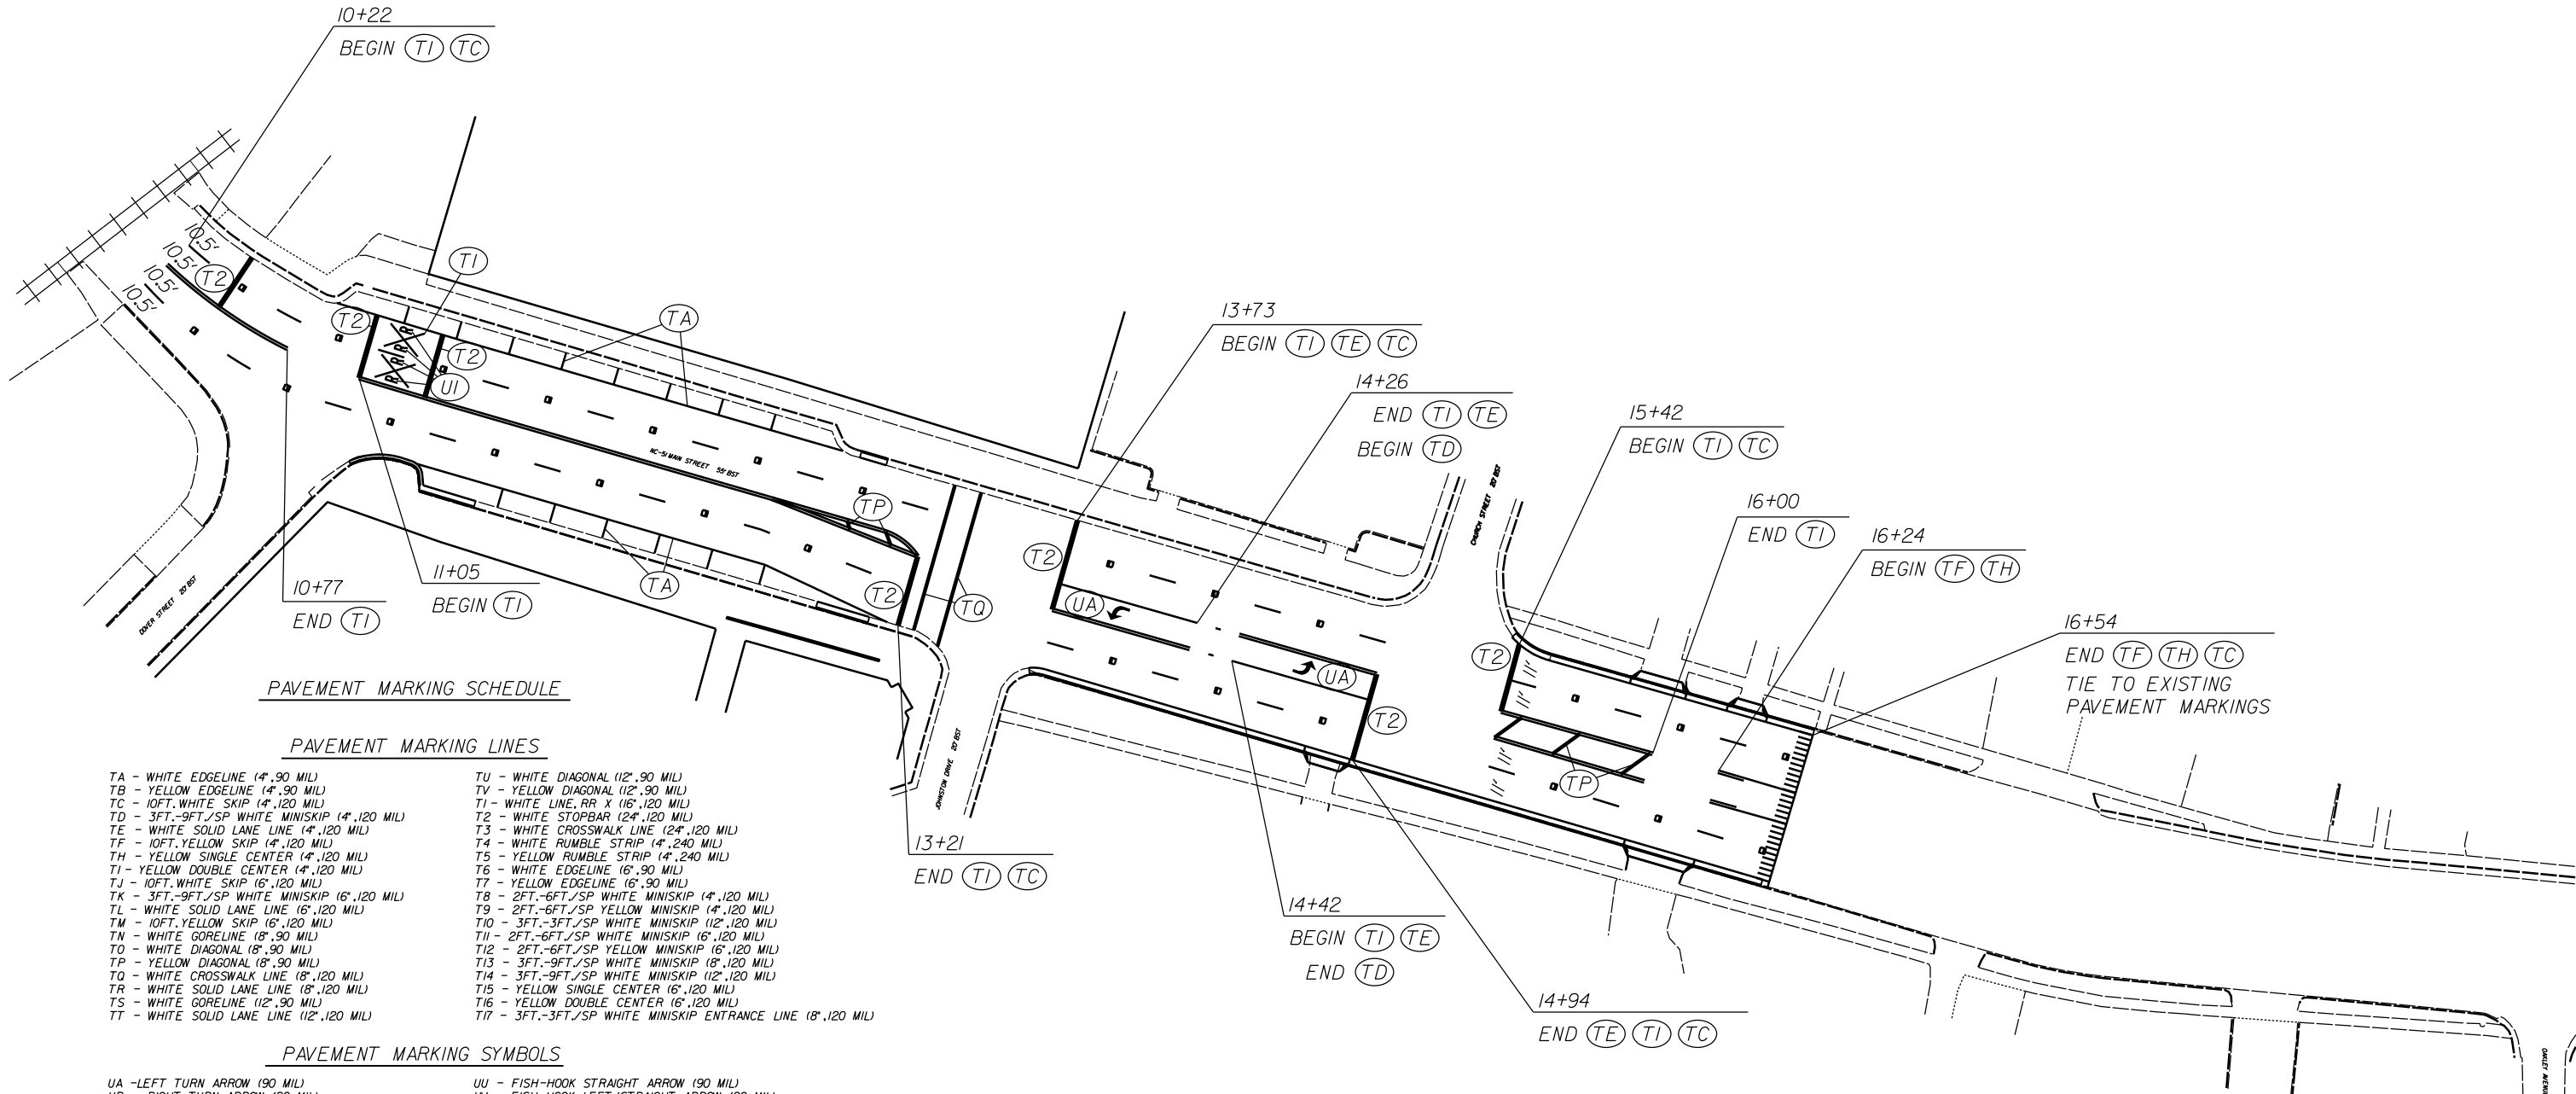 10+22
BEGIN TI TC
10.5'
10.5'
10.5'
10.5'
T2
TI
T2
T2
UI
TA
13+73
BEGIN TI TE TC
14+26
END TI TE
BEGIN TD
15+42
BEGIN TI TC
16+00
END TI
16+24
BEGIN TF TH
16+54
END TF TH TC
TIE TO EXISTING
PAVEMENT MARKINGS
NC-51 MAIN STREET 55' BST
CHURCH STREET 20' BST
TP
T2
UA
T2
UA
T2
T2
TQ
TA
TP
DOVER STREET 20' BST
10+77
END TI
11+05
BEGIN TI
JOHNSTON DRIVE 20' BST
13+21
END TI TC
14+42
BEGIN TI TE
END TD
14+94
END TE TI TC
R R
R R
PAVEMENT MARKING SCHEDULE
PAVEMENT MARKING LINES
TA - WHITE EDGELINE (4",90 MIL)
TB - YELLOW EDGELINE (4",90 MIL)
TC - 10FT.WHITE SKIP (4",120 MIL)
TD - 3FT.-9FT./SP WHITE MINISKIP (4",120 MIL)
TE - WHITE SOLID LANE LINE (4",120 MIL)
TF - 10FT.YELLOW SKIP (4",120 MIL)
TH - YELLOW SINGLE CENTER (4",120 MIL)
TI - YELLOW DOUBLE CENTER (4",120 MIL)
TJ - 10FT.WHITE SKIP (6",120 MIL)
TK - 3FT.-9FT./SP WHITE MINISKIP (6",120 MIL)
TL - WHITE SOLID LANE LINE (6",120 MIL)
TM - 10FT.YELLOW SKIP (6",120 MIL)
TN - WHITE GORELINE (8",90 MIL)
TO - WHITE DIAGONAL (8",90 MIL)
TP - YELLOW DIAGONAL (8",90 MIL)
TQ - WHITE CROSSWALK LINE (8",120 MIL)
TR - WHITE SOLID LANE LINE (8",120 MIL)
TS - WHITE GORELINE (12",90 MIL)
TT - WHITE SOLID LANE LINE (12",120 MIL)
TU - WHITE DIAGONAL (12",90 MIL)
TV - YELLOW DIAGONAL (12",90 MIL)
T1 - WHITE LINE, RR X (16",120 MIL)
T2 - WHITE STOPBAR (24",120 MIL)
T3 - WHITE CROSSWALK LINE (24",120 MIL)
T4 - WHITE RUMBLE STRIP (4",240 MIL)
T5 - YELLOW RUMBLE STRIP (4",240 MIL)
T6 - WHITE EDGELINE (6",90 MIL)
T7 - YELLOW EDGELINE (6",90 MIL)
T8 - 2FT.-6FT./SP WHITE MINISKIP (4",120 MIL)
T9 - 2FT.-6FT./SP YELLOW MINISKIP (4",120 MIL)
T10 - 3FT.-3FT./SP WHITE MINISKIP (12",120 MIL)
T11 - 2FT.-6FT./SP WHITE MINISKIP (6",120 MIL)
T12 - 2FT.-6FT./SP YELLOW MINISKIP (6",120 MIL)
T13 - 3FT.-9FT./SP WHITE MINISKIP (8",120 MIL)
T14 - 3FT.-9FT./SP WHITE MINISKIP (12",120 MIL)
T15 - YELLOW SINGLE CENTER (6",120 MIL)
T16 - YELLOW DOUBLE CENTER (6",120 MIL)
T17 - 3FT.-3FT./SP WHITE MINISKIP ENTRANCE LINE (8",120 MIL)
PAVEMENT MARKING SYMBOLS
UA -LEFT TURN ARROW (90 MIL)
UU - FISH-HOOK STRAIGHT ARROW (90 MIL)
OAKLEY AVENUE